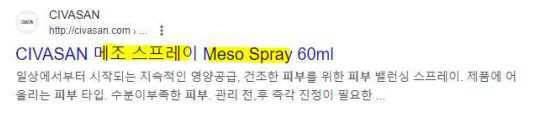 CIVASAN
http://civasan.com › ...
CIVASAN 메조 스프레이 Meso Spray 60ml
일상에서부터 시작되는 지속적인 영양공급, 건조한 피부를 위한 피부 밸런싱 스프레이. 제품에 어
울리는 피부 타입. 수분이부족한 피부. 관리 전,후 즉각 진정이 필요한 ...